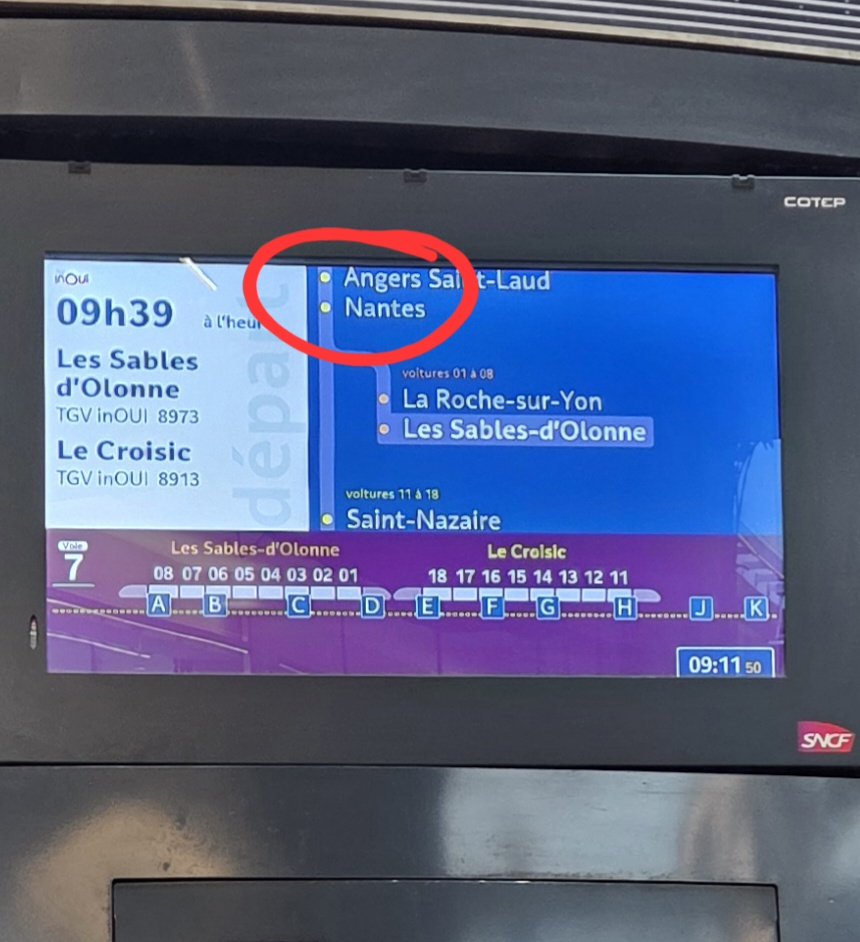 COTEP
inOui
09h39
à l'heur
Les Sables
d'Olonne
TGV inOUI 8973
Le Croisic
TGV inOUI 8913
départ
Angers Saint-Laud
Nantes
voitures 01 à 08
La Roche-sur-Yon
Les Sables-d'Olonne
voitures 11 à 18
Saint-Nazaire
Voie
7
Les Sables-d'Olonne
Le Croisic
08 07 06 05 04 03 02 01
18 17 16 15 14 13 12 11
A B C D E F G H J K
09:11 50
SNCF